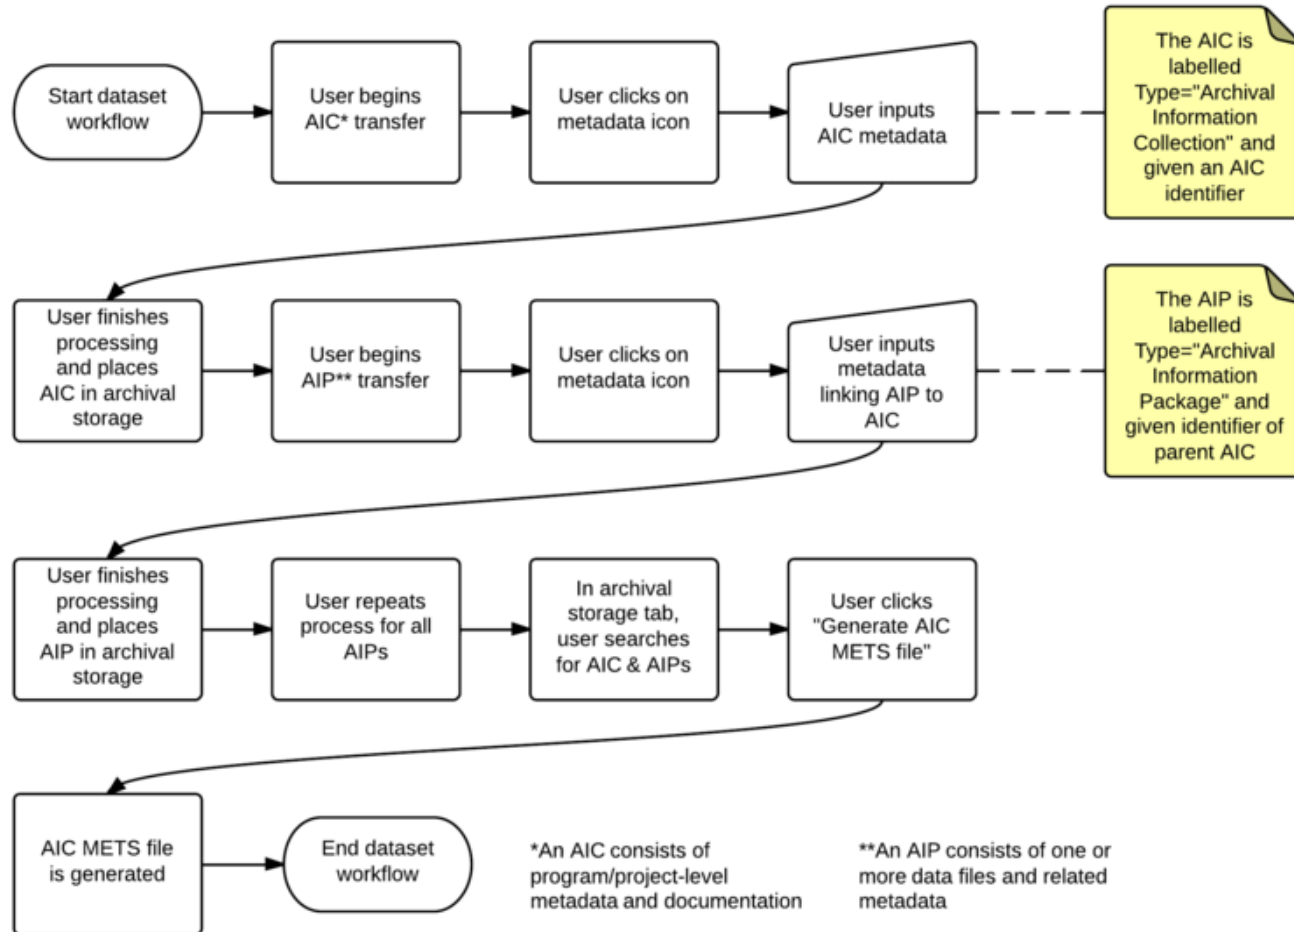 Start dataset
workflow
User begins
AIC* transfer
User clicks on
metadata icon
User inputs
AIC metadata
The AIC is
labelled
Type="Archival
Information
Collection" and
given an AIC
identifier
User finishes
processing
and places
AIC in archival
storage
User begins
AIP** transfer
User clicks on
metadata icon
User inputs
metadata
linking AIP to
AIC
The AIP is
labelled
Type="Archival
Information
Package" and
given identifier of
parent AIC
User finishes
processing
and places
AIP in archival
storage
User repeats
process for all
AIPs
In archival
storage tab,
user searches
for AIC & AIPs
User clicks
"Generate AIC
METS file"
AIC METS file
is generated
End dataset
workflow
*An AIC consists of
program/project-level
metadata and documentation
**An AIP consists of one or
more data files and related
metadata